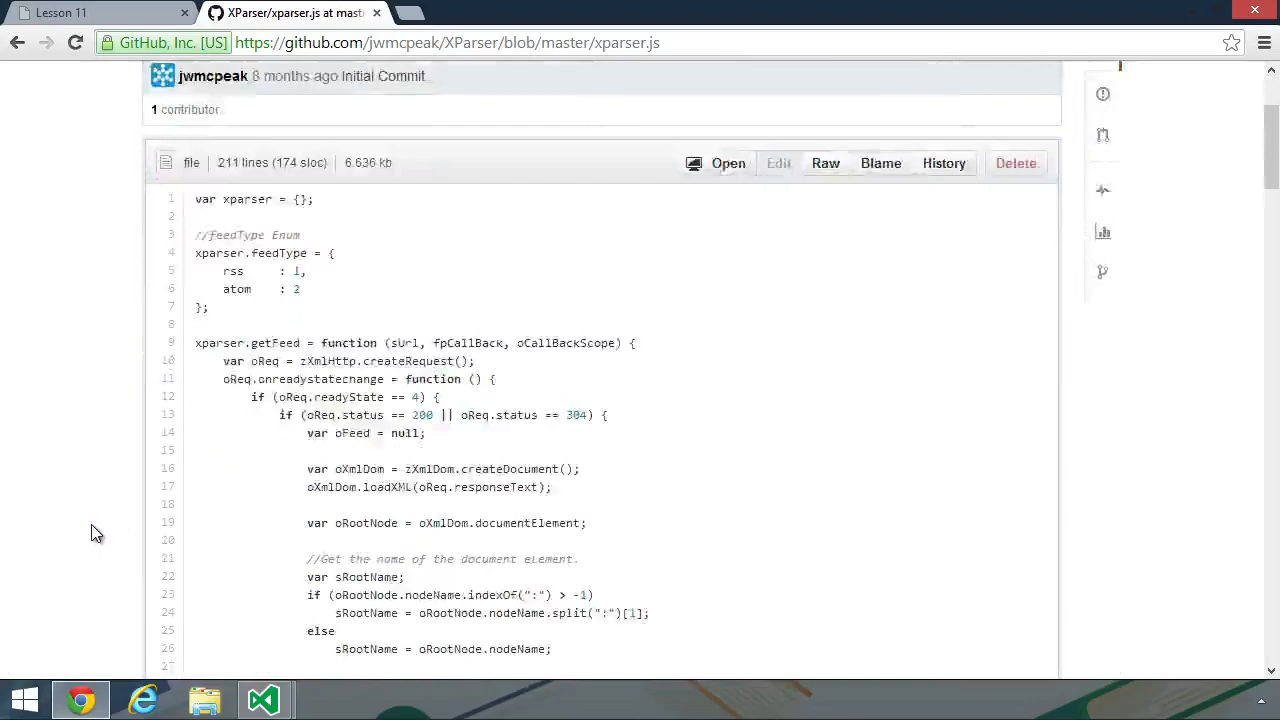 Lesson 11
XParser/xparser.js at mast
GitHub, Inc. [US] https://github.com/jwmcpeak/XParser/blob/master/xparser.js
jwmcpeak 8 months ago Initial Commit
1 contributor
file 211 lines (174 sloc) 6.636 kb
Open Edit Raw Blame History Delete
1 var xparser = {};
2
3 //feedType Enum
4 xparser.feedType = {
5 rss : 1,
6 atom : 2
7 };
8
9 xparser.getFeed = function (sUrl, fpCallBack, oCallBackScope) {
10 var oReq = zXmlHttp.createRequest();
11 oReq.onreadystatechange = function () {
12 if (oReq.readyState == 4) {
13 if (oReq.status == 200 || oReq.status == 304) {
14 var oFeed = null;
15
16 var oXmlDom = zXmlDom.createDocument();
17 oXmlDom.loadXML(oReq.responseText);
18
19 var oRootNode = oXmlDom.documentElement;
20
21 //Get the name of the document element.
22 var sRootName;
23 if (oRootNode.nodeName.indexOf(":") > -1)
24 sRootName = oRootNode.nodeName.split(":")[1];
25 else
26 sRootName = oRootNode.nodeName;
27